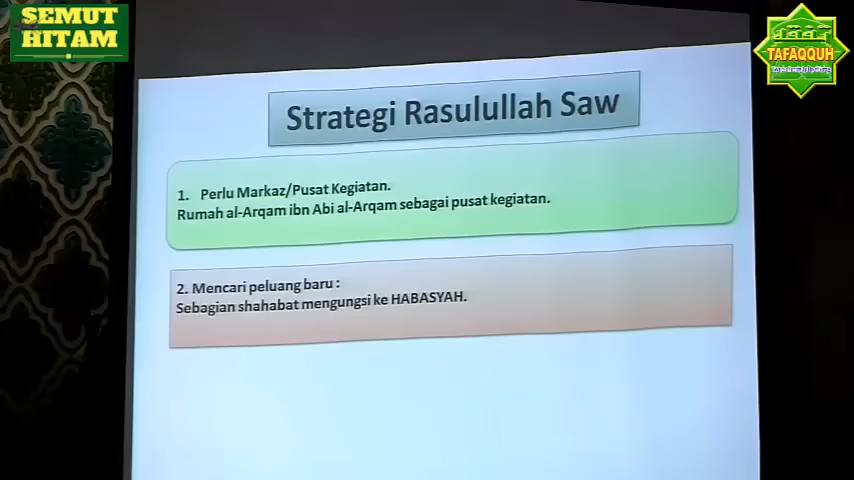 SEMUT
HITAM
TAFAQQUH
Strategi Rasulullah Saw
1. Perlu Markaz/Pusat Kegiatan.
Rumah al-Arqam ibn Abi al-Arqam sebagai pusat kegiatan.
2. Mencari peluang baru :
Sebagian shahabat mengungsi ke HABASYAH.